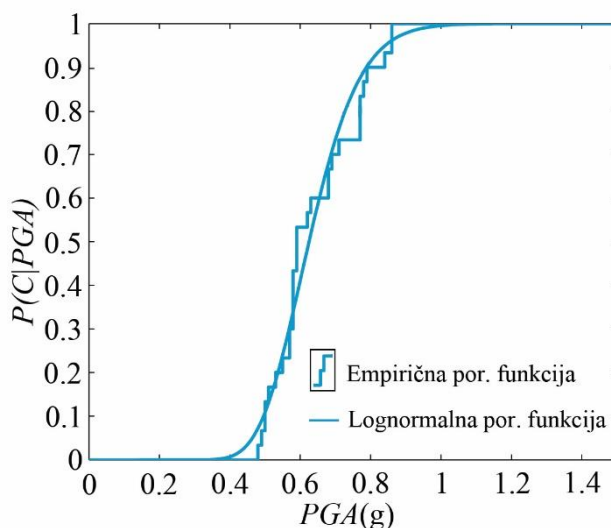 1
0.9
0.8
0.7
0.6
0.5
0.4
0.3
0.2
0.1
0
P(C|PGA)
Empirična por. funkcija
Lognormalna por. funkcija
0 0.2 0.4 0.6 0.8 1 1.2 1.4
PGA(g)